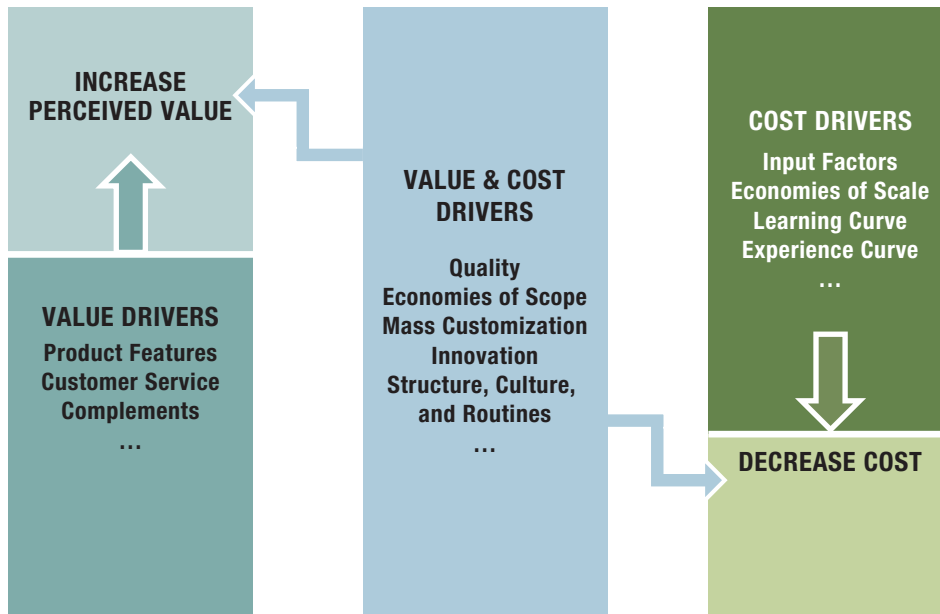 INCREASE
PERCEIVED VALUE
VALUE DRIVERS
Product Features
Customer Service
Complements
...
VALUE & COST
DRIVERS
Quality
Economies of Scope
Mass Customization
Innovation
Structure, Culture,
and Routines
...
COST DRIVERS
Input Factors
Economies of Scale
Learning Curve
Experience Curve
...
DECREASE COST